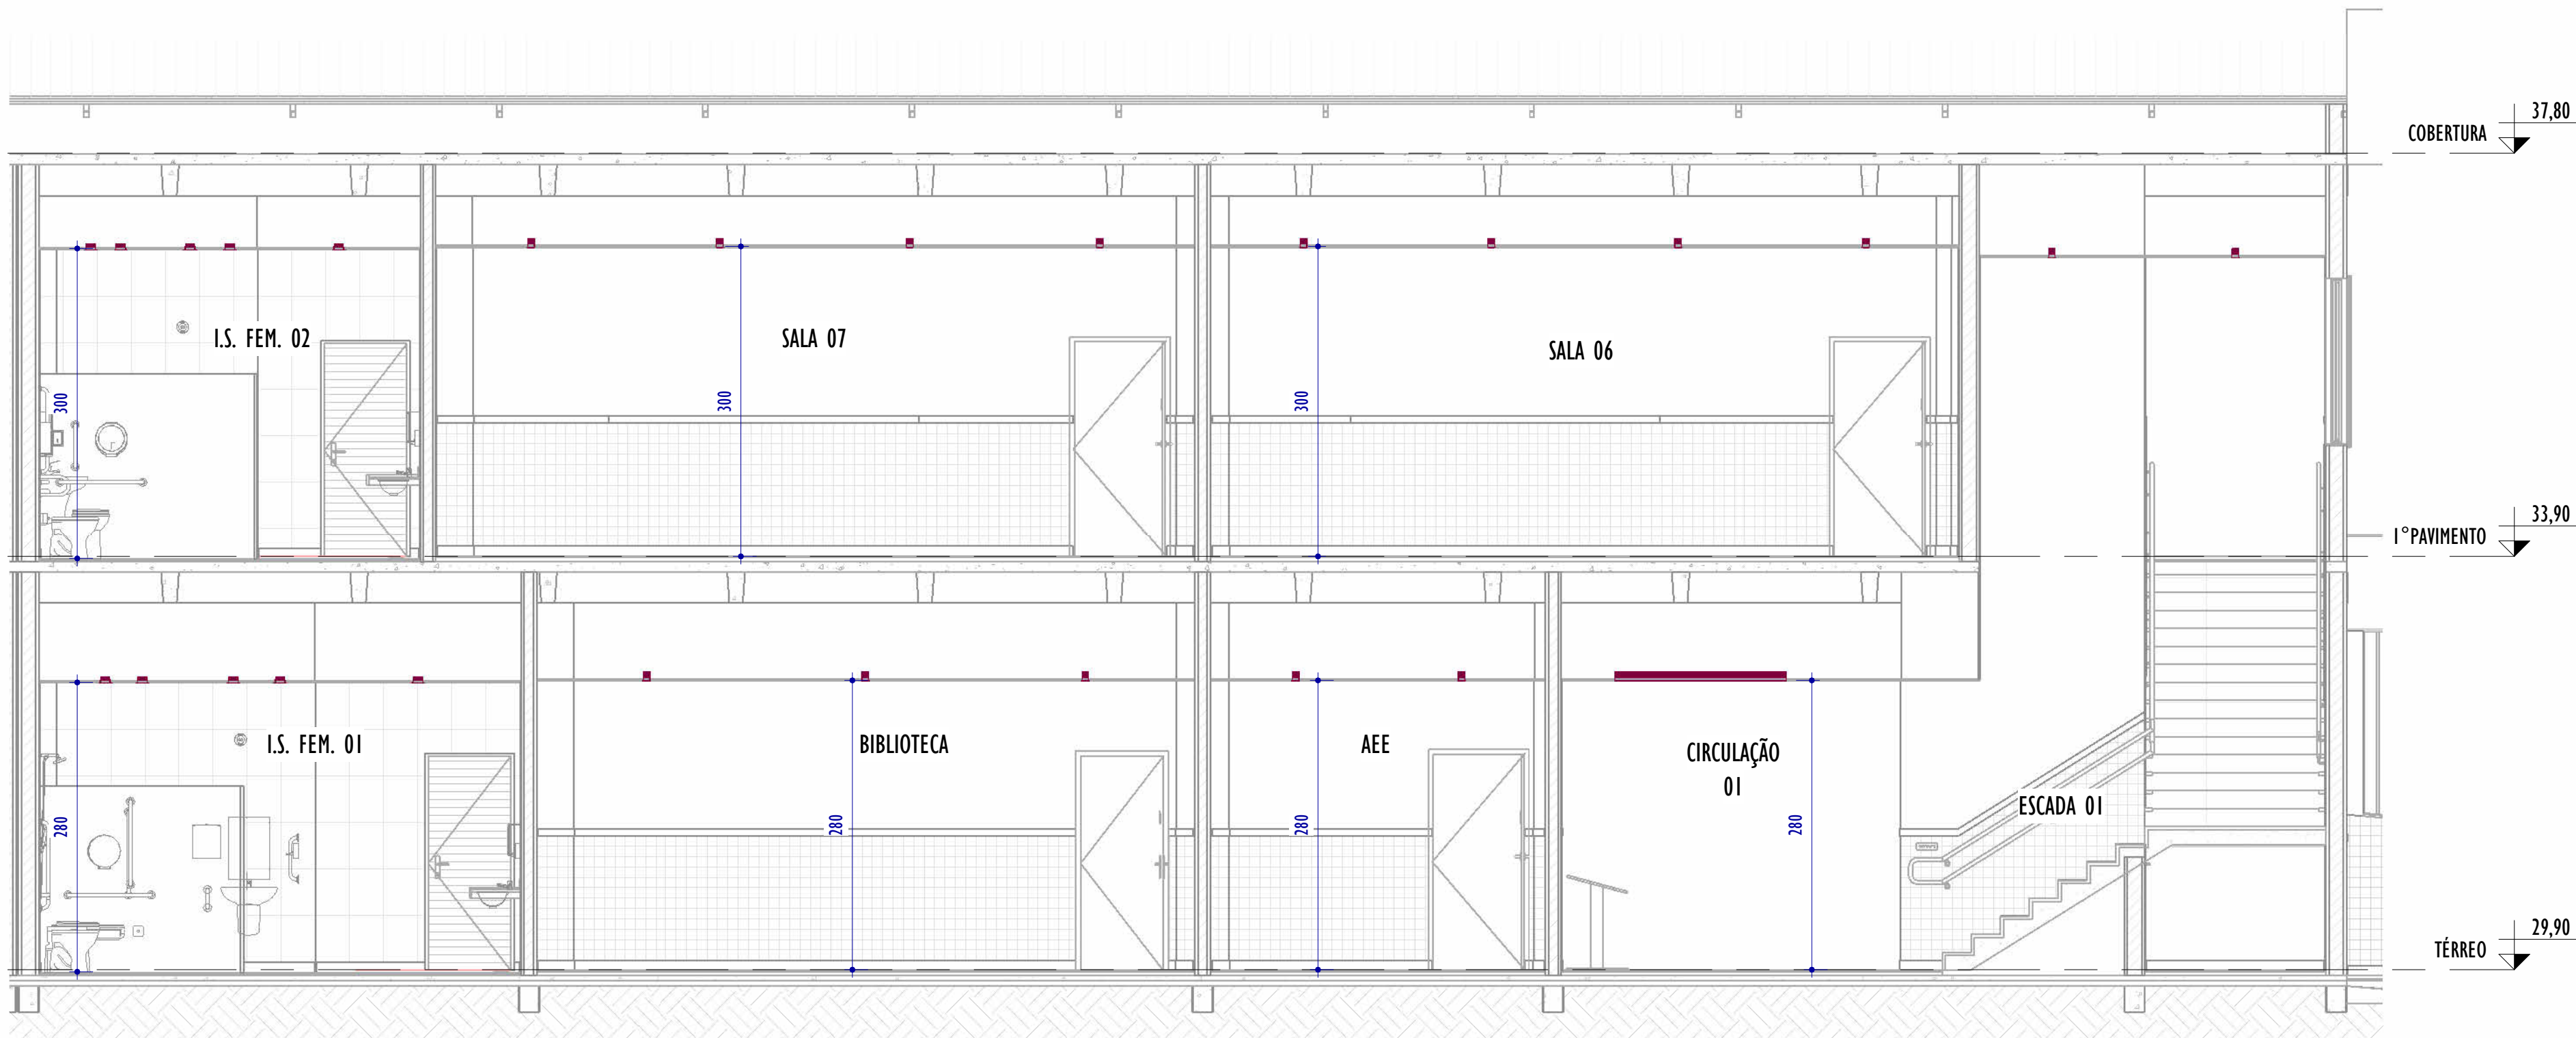 37,80
COBERTURA
I.S. FEM. 02
SALA 07
SALA 06
300
300
300
33,90
1°PAVIMENTO
I.S. FEM. 01
BIBLIOTECA
AEE
CIRCULAÇÃO
01
ESCADA 01
280
280
280
280
29,90
TÉRREO